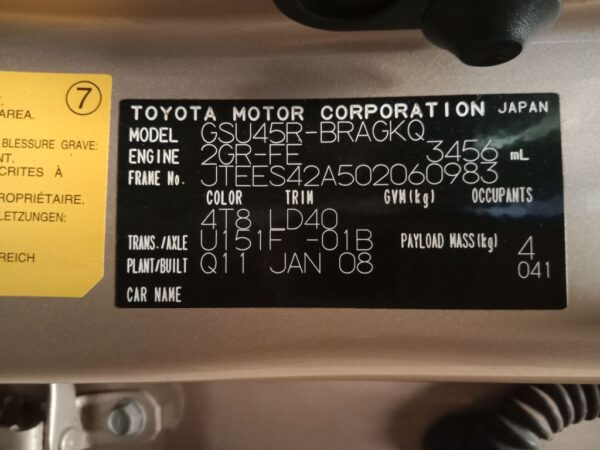 ⑦
AREA.
BLESSURE GRAVE:
NT.
CRITES À
PROPRIÉTAIRE.
LETZUNGEN:
REICH
TOYOTA MOTOR CORPORATION JAPAN
MODEL GSU45R-BRAGKQ
ENGINE 2GR-FE 3456 mL
FRAME No. JTEES42A502060983
COLOR TRIM GVM(kg) OCCUPANTS
4T8 LD40
TRANS./AXLE U151F -01B PAYLOAD MASS(kg) 4
PLANT/BUILT Q11 JAN 08 041
CAR NAME